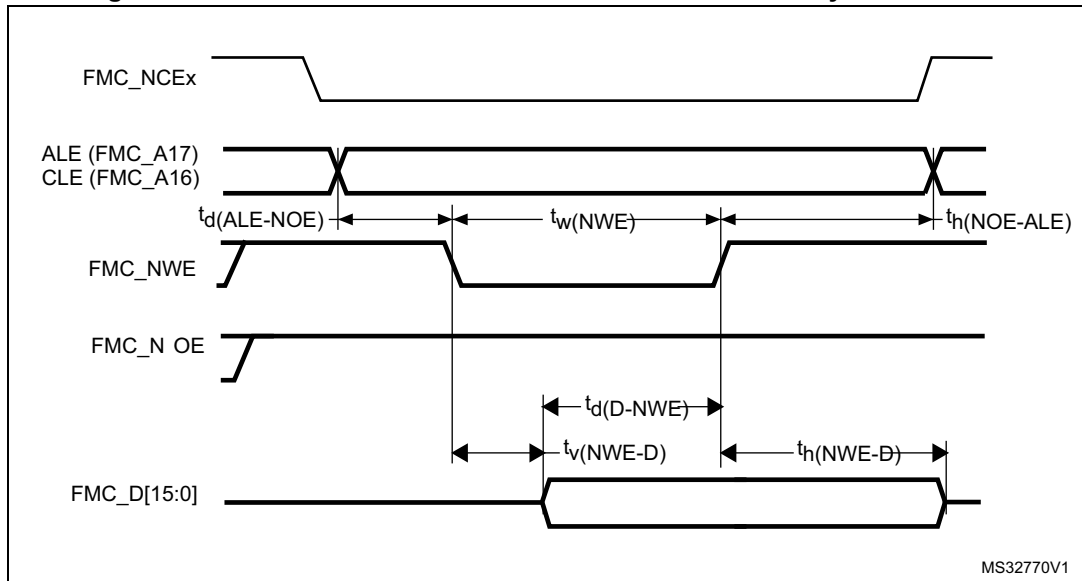 FMC_NCEx
ALE (FMC_A17)
CLE (FMC_A16)
td(ALE-NOE)
tw(NWE)
th(NOE-ALE)
FMC_NWE
FMC_N OE
td(D-NWE)
tv(NWE-D)
th(NWE-D)
FMC_D[15:0]
MS32770V1